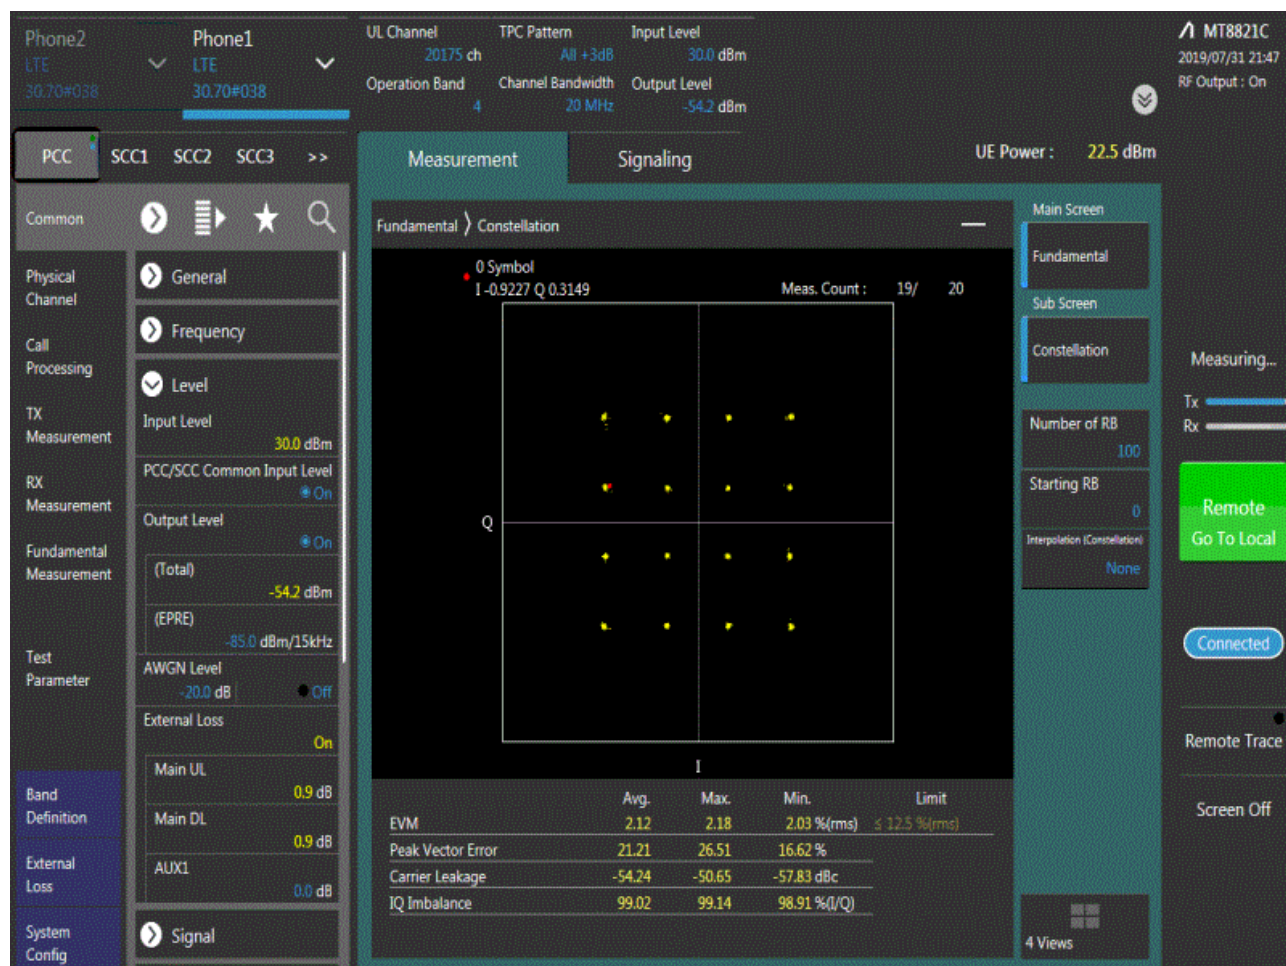 Phone2
LTE
30.70#038
Phone1
LTE
30.70#038
UL Channel
20175 ch
Operation Band
4
TPC Pattern
All +3dB
Channel Bandwidth
20 MHz
Input Level
30.0 dBm
Output Level
-54.2 dBm
MT8821C
2019/07/31 21:47
RF Output : On
PCC SCC1 SCC2 SCC3 >>
Measurement
Signaling
UE Power : 22.5 dBm
Common
Physical
Channel
Call
Processing
TX
Measurement
RX
Measurement
Fundamental
Measurement
Test
Parameter
Band
Definition
External
Loss
System
Config
General
Frequency
Level
Input Level
30.0 dBm
PCC/SCC Common Input Level
On
Output Level
On
(Total)
-54.2 dBm
(EPRE)
-85.0 dBm/15kHz
AWGN Level
-20.0 dB Off
External Loss
On
Main UL
0.9 dB
Main DL
0.9 dB
AUX1
0.0 dB
Signal
Fundamental 〉 Constellation
0 Symbol
I -0.9227 Q 0.3149
Meas. Count : 19/ 20
Q
I
Avg. Max. Min. Limit
EVM 2.12 2.18 2.03 %(rms) ≤ 12.5 %(rms)
Peak Vector Error 21.21 26.51 16.62 %
Carrier Leakage -54.24 -50.65 -57.83 dBc
IQ Imbalance 99.02 99.14 98.91 %(I/Q)
Main Screen
Fundamental
Sub Screen
Constellation
Number of RB
100
Starting RB
0
Interpolation (Constellation)
None
4 Views
Measuring...
Tx
Rx
Remote
Go To Local
Connected
Remote Trace
Screen Off